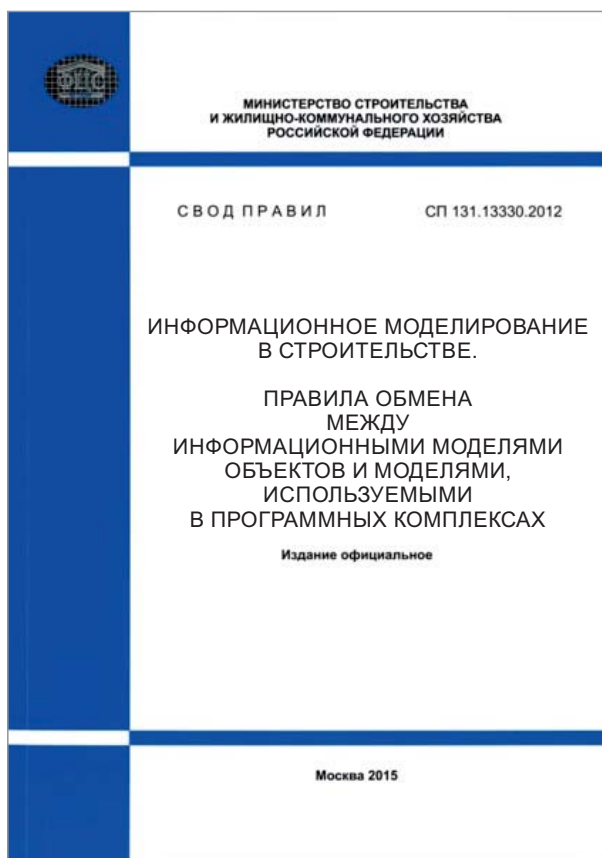 ФЦС
МИНИСТЕРСТВО СТРОИТЕЛЬСТВА
И ЖИЛИЩНО-КОММУНАЛЬНОГО ХОЗЯЙСТВА
РОССИЙСКОЙ ФЕДЕРАЦИИ
СВОД ПРАВИЛ СП 131.13330.2012
ИНФОРМАЦИОННОЕ МОДЕЛИРОВАНИЕ
В СТРОИТЕЛЬСТВЕ.
ПРАВИЛА ОБМЕНА
МЕЖДУ
ИНФОРМАЦИОННЫМИ МОДЕЛЯМИ
ОБЪЕКТОВ И МОДЕЛЯМИ,
ИСПОЛЬЗУЕМЫМИ
В ПРОГРАММНЫХ КОМПЛЕКСАХ
Издание официальное
Москва 2015